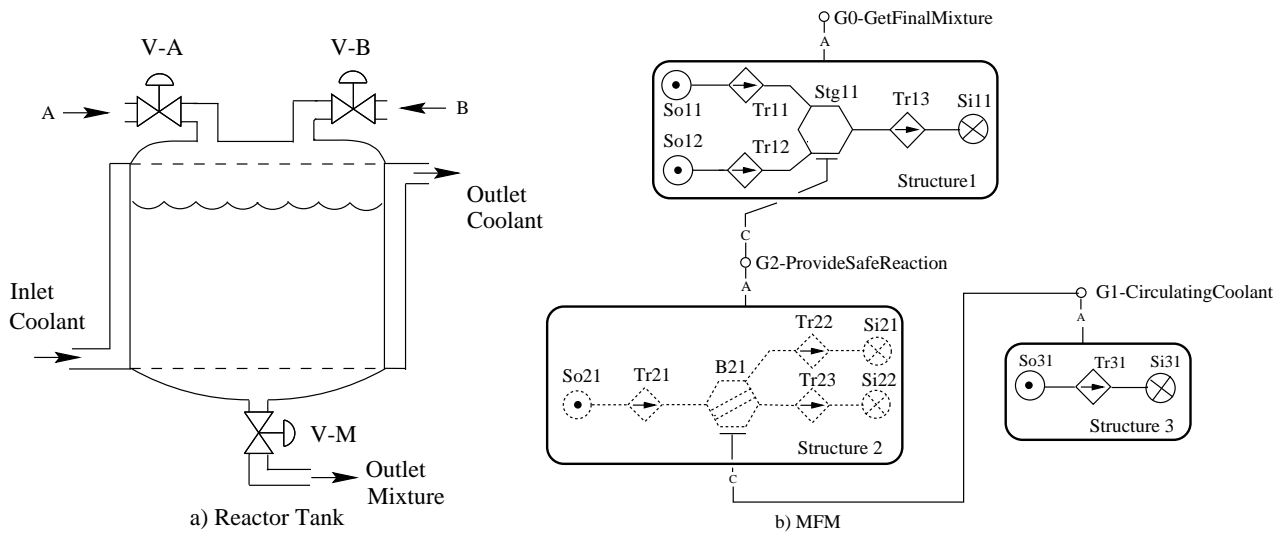 V-A
V-B
A
B
Outlet
Coolant
Inlet
Coolant
V-M
Outlet
Mixture
a) Reactor Tank
G0-GetFinalMixture
A
So11
Tr11
Stg11
Tr13
Si11
So12
Tr12
Structure1
C
G2-ProvideSafeReaction
A
G1-CirculatingCoolant
A
Tr22
Si21
So21
Tr21
B21
Tr23
Si22
Structure 2
C
So31
Tr31
Si31
Structure 3
b) MFM